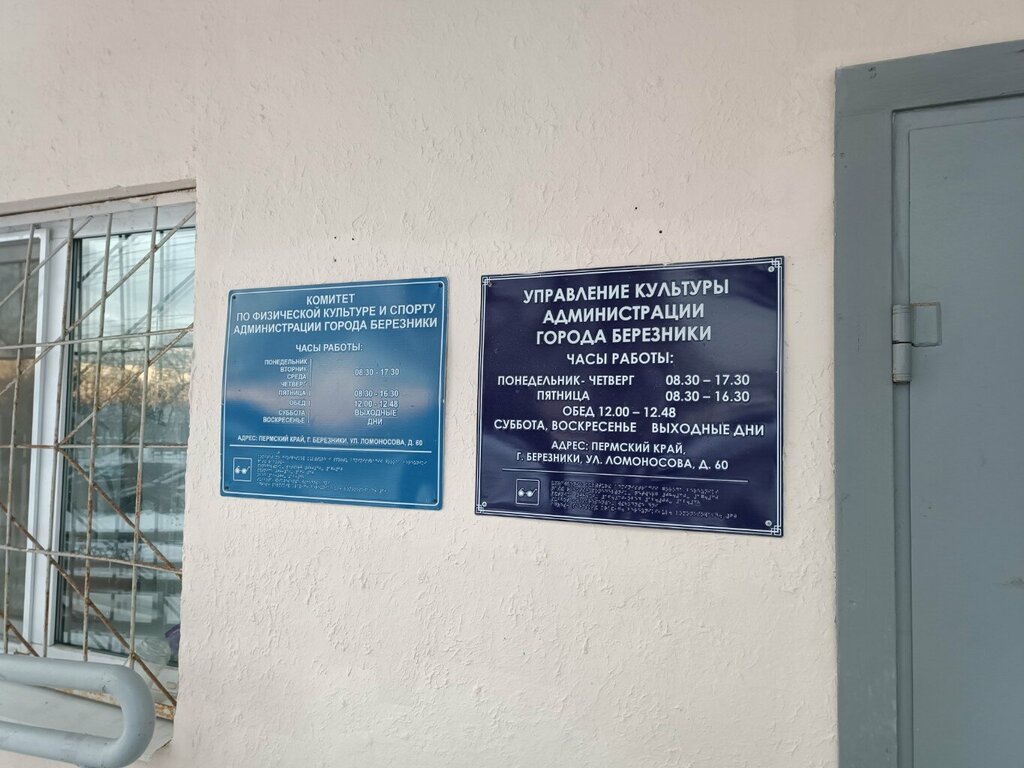 КОМИТЕТ
ПО ФИЗИЧЕСКОЙ КУЛЬТУРЕ И СПОРТУ
АДМИНИСТРАЦИИ ГОРОДА БЕРЕЗНИКИ
ЧАСЫ РАБОТЫ:
ПОНЕДЕЛЬНИК
ВТОРНИК
СРЕДА
ЧЕТВЕРГ
08.30 - 17.30
ПЯТНИЦА 08.30 - 16.30
ОБЕД 12.00 - 12.48
СУББОТА
ВОСКРЕСЕНЬЕ
ВЫХОДНЫЕ
ДНИ
АДРЕС: ПЕРМСКИЙ КРАЙ, Г. БЕРЕЗНИКИ, УЛ. ЛОМОНОСОВА, Д. 60
УПРАВЛЕНИЕ КУЛЬТУРЫ
АДМИНИСТРАЦИИ
ГОРОДА БЕРЕЗНИКИ
ЧАСЫ РАБОТЫ:
ПОНЕДЕЛЬНИК- ЧЕТВЕРГ 08.30 – 17.30
ПЯТНИЦА 08.30 – 16.30
ОБЕД 12.00 – 12.48
СУББОТА, ВОСКРЕСЕНЬЕ ВЫХОДНЫЕ ДНИ
АДРЕС: ПЕРМСКИЙ КРАЙ,
Г. БЕРЕЗНИКИ, УЛ. ЛОМОНОСОВА, Д. 60